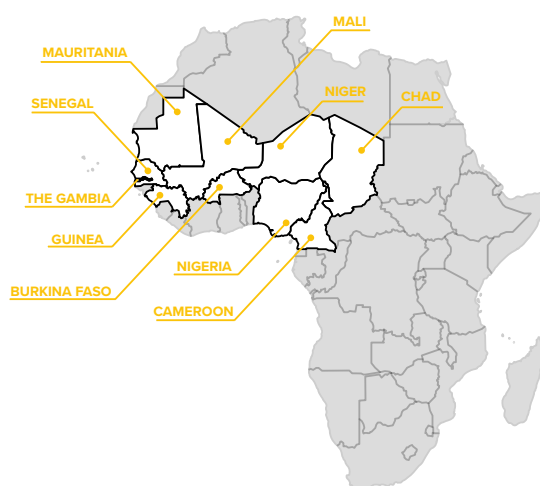 MALI
MAURITANIA
NIGER
CHAD
SENEGAL
THE GAMBIA
GUINEA
NIGERIA
BURKINA FASO
CAMEROON